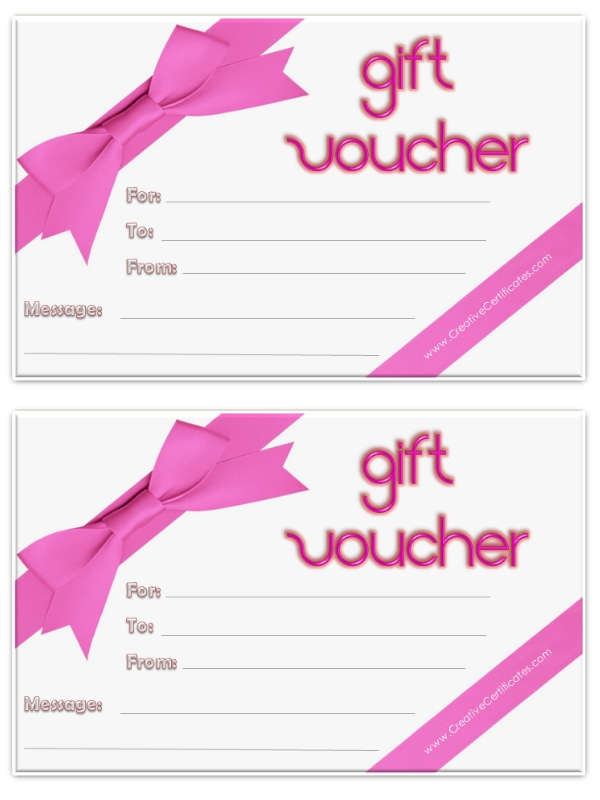 gift
voucher
For:
To:
From:
Message:
www.CreativeCertificates.com
gift
voucher
For:
To:
From:
Message:
www.CreativeCertificates.com